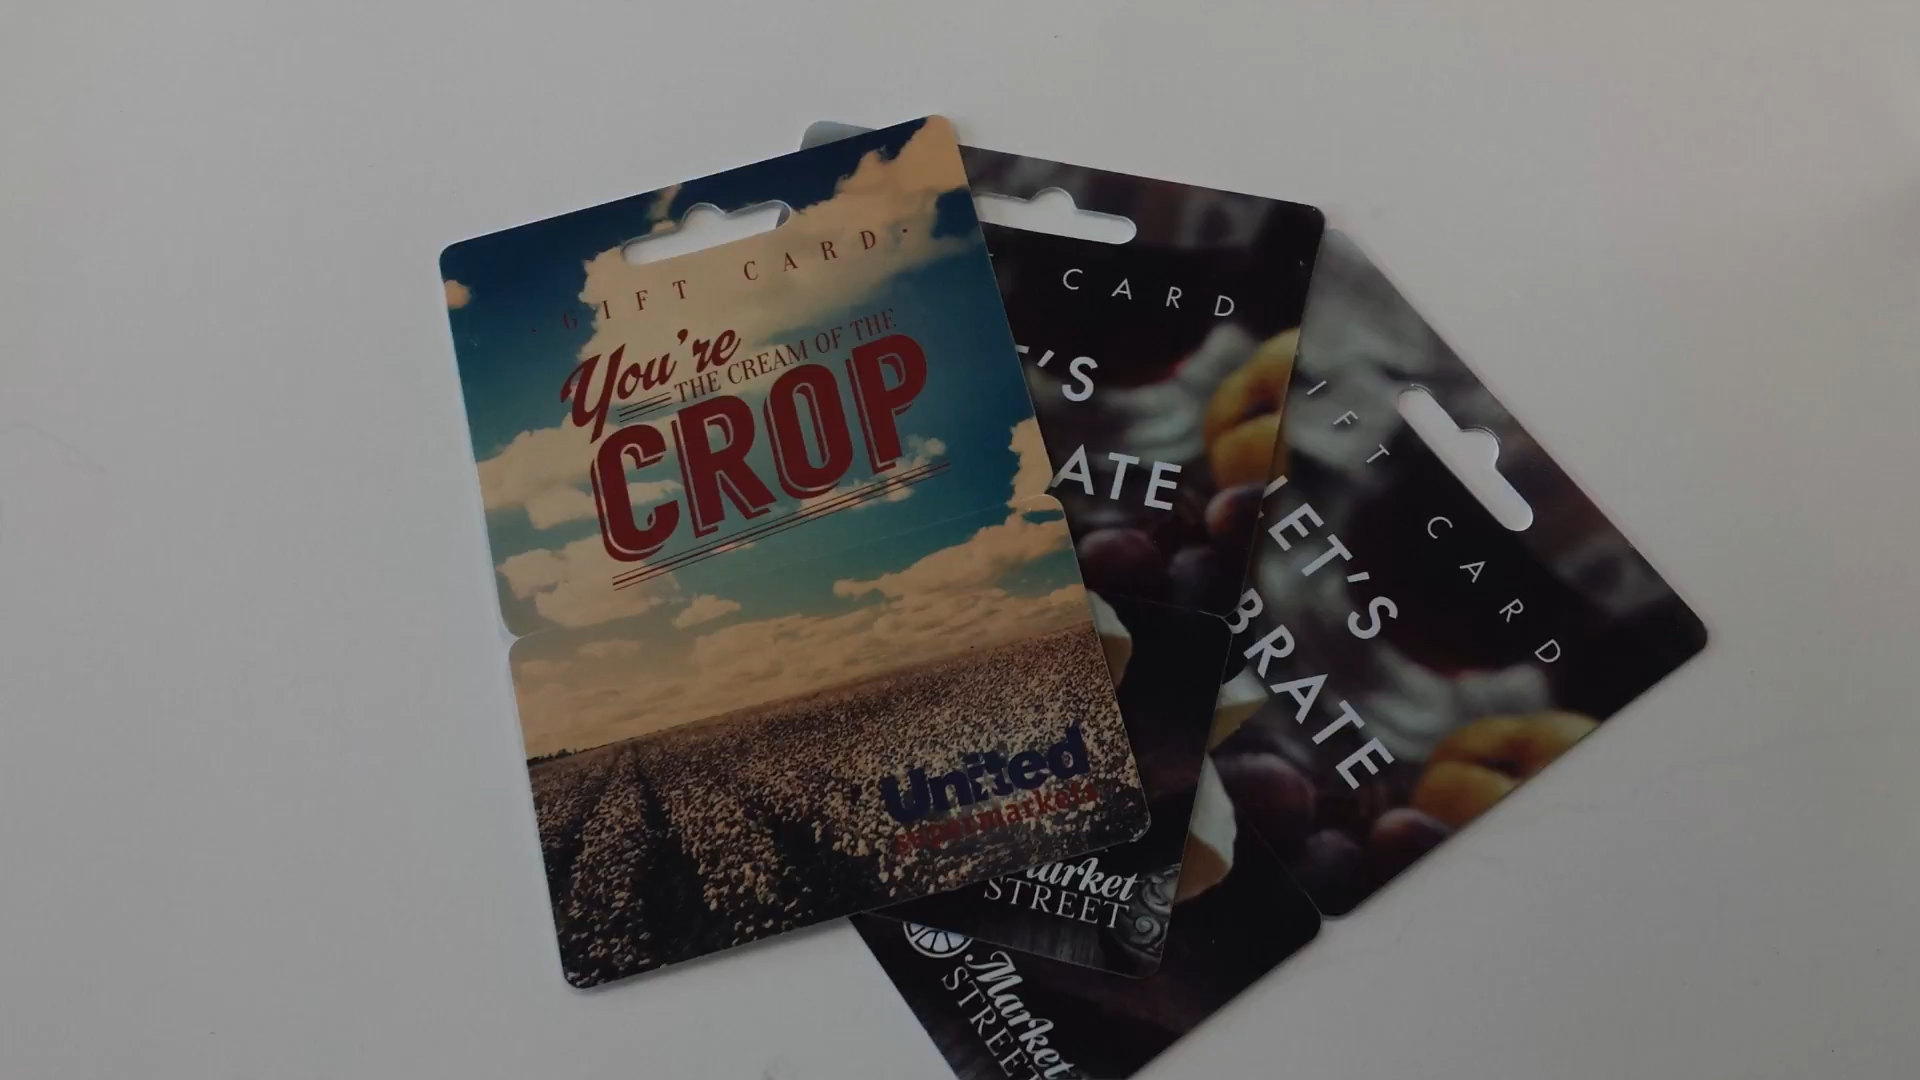 · GIFT CARD ·
You're
THE CREAM OF THE
CROP
United
supermarkets
CARD
'S
ATE
Market
STREET
IFT CARD
LET'S
BRATE
Market
STREET